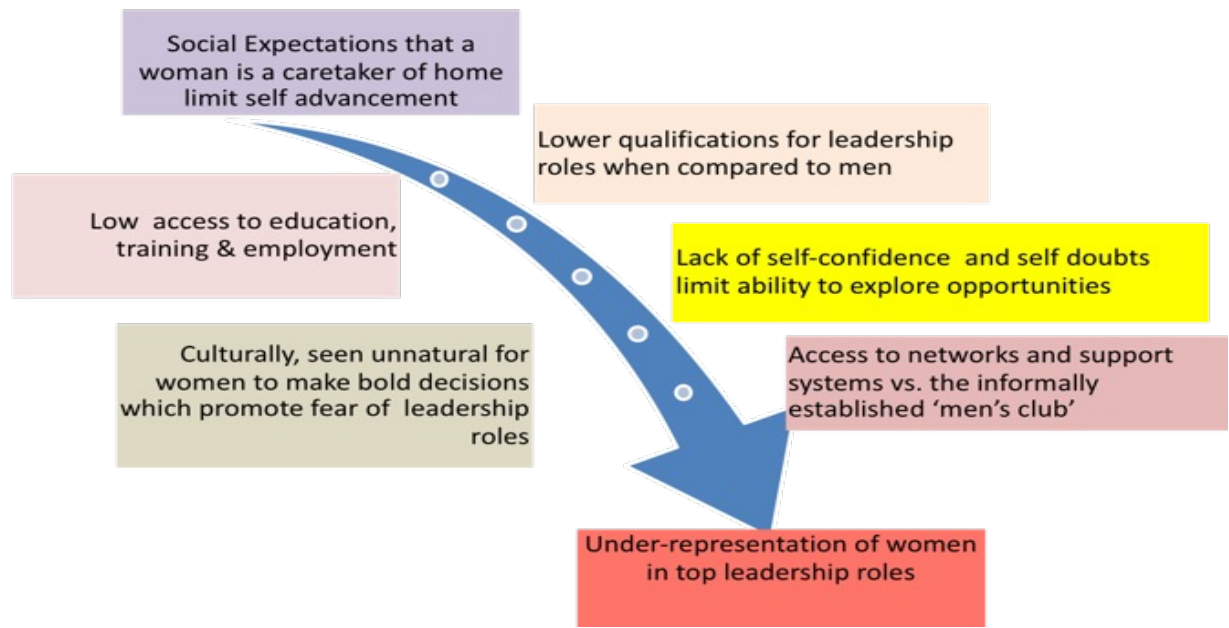 Social Expectations that a
woman is a caretaker of home
limit self advancement
Lower qualifications for leadership
roles when compared to men
Low access to education,
training & employment
Lack of self-confidence and self doubts
limit ability to explore opportunities
Culturally, seen unnatural for
women to make bold decisions
which promote fear of leadership
roles
Access to networks and support
systems vs. the informally
established ‘men’s club’
Under-representation of women
in top leadership roles